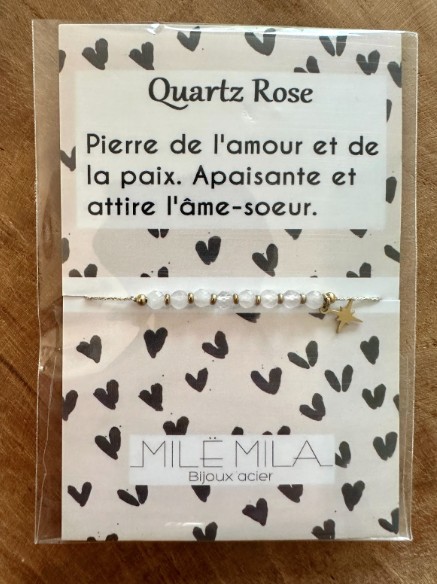 Quartz Rose
Pierre de l'amour et de
la paix. Apaisante et
attire l'âme-soeur.
MILË MILA
Bijoux acier